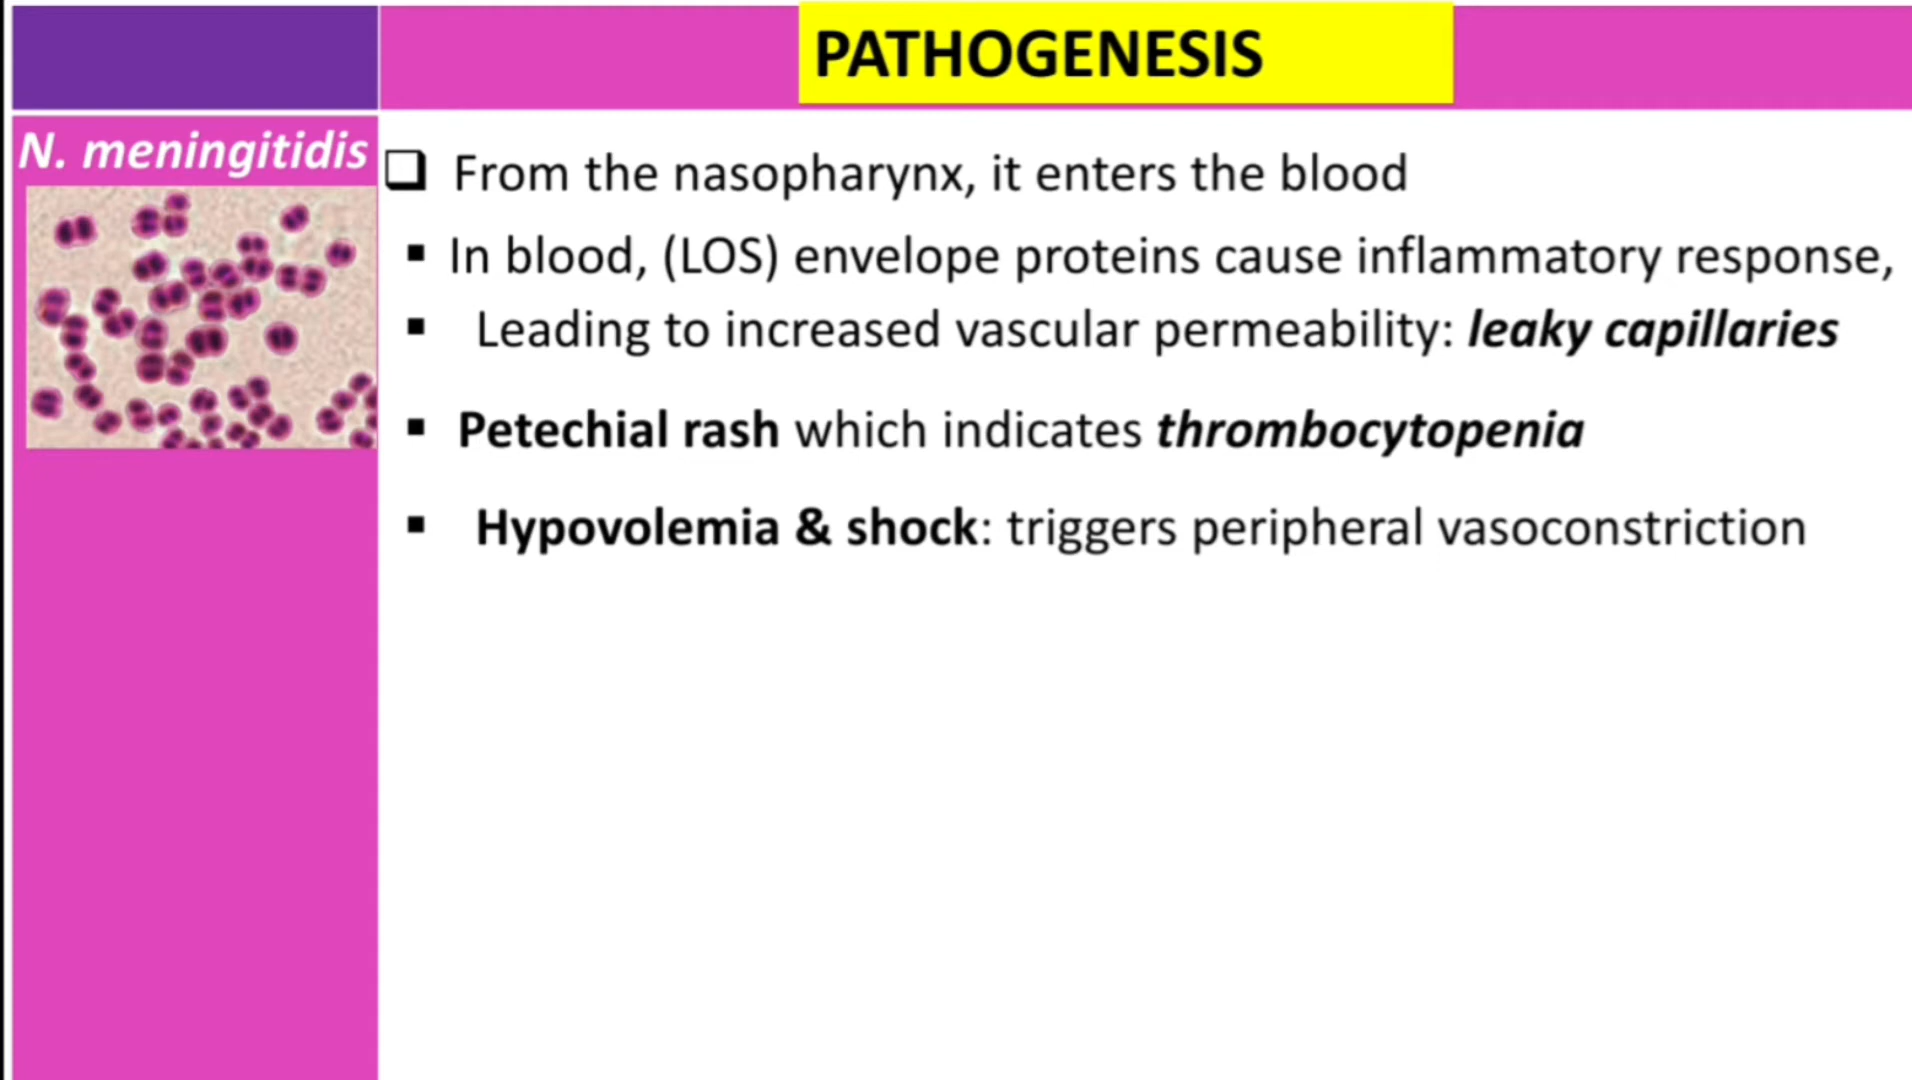 PATHOGENESIS
N. meningitidis
❑ From the nasopharynx, it enters the blood
▪ In blood, (LOS) envelope proteins cause inflammatory response,
▪ Leading to increased vascular permeability: leaky capillaries
▪ Petechial rash which indicates thrombocytopenia
▪ Hypovolemia & shock: triggers peripheral vasoconstriction